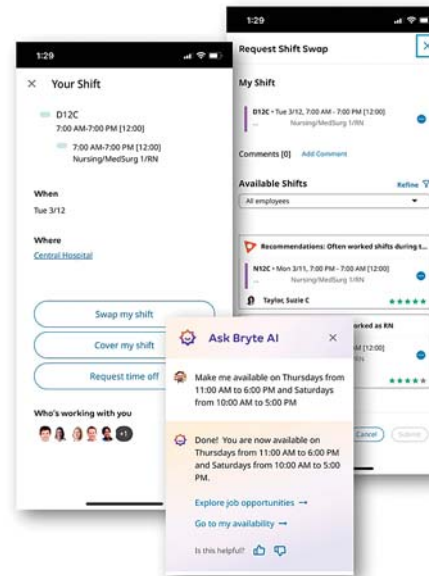 1:29
Your Shift
D12C
7:00 AM-7:00 PM [12:00]
7:00 AM-7:00 PM [12:00]
Nursing/MedSurg 1/RN
When
Tue 3/12
Where
Central Hospital
Swap my shift
Cover my shift
Request time off
Who's working with you
+1
1:29
Request Shift Swap
My Shift
D12C • Tue 3/12, 7:00 AM - 7:00 PM [12:00]
... Nursing/MedSurg 1/RN
Comments [0] Add Comment
Available Shifts Refine
All employees
Recommendations: Often worked shifts during t...
N12C • Mon 3/11, 7:00 PM - 7:00 AM [12:00]
... Nursing/MedSurg 1/RN
Taylor, Suzie C
worked as RN
AM [12:00]
Cancel Submit
Ask Bryte AI
Make me available on Thursdays from
11:00 AM to 6:00 PM and Saturdays
from 10:00 AM to 5:00 PM
Done! You are now available on
Thursdays from 11:00 AM to 6:00 PM
and Saturdays from 10:00 AM to 5:00
PM.
Explore job opportunities →
Go to my availability →
Is this helpful?